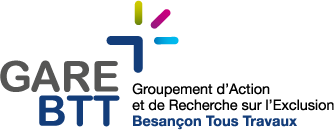 GARE
BTT
Groupement d'Action
et de Recherche sur l'Exclusion
Besançon Tous Travaux